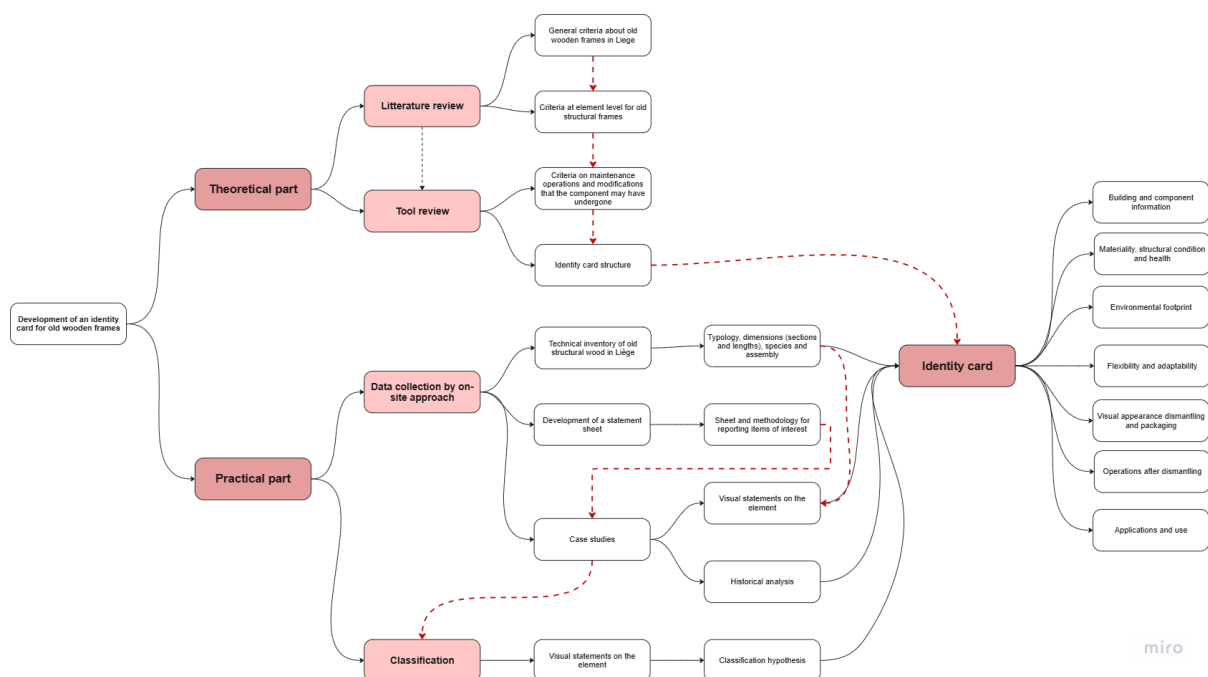 General criteria about old
wooden frames in Liege
Litterature review
Criteria at element level for old
structural frames
Theoretical part
Criteria on maintenance
operations and modifications
that the component may have
undergone
Tool review
Identity card structure
Building and component
information
Materiality, structural condition
and health
Environmental footprint
Development of an identity
card for old wooden frames
Technical inventory of old
structural wood in Liège
Typology, dimensions (sections
and lengths), species and
assembly
Identity card
Flexibility and adaptability
Data collection by on-
site approach
Development of a statement
sheet
Sheet and methodology for
reporting items of interest
Visual appearance dismantling
and packaging
Practical part
Operations after dismantling
Visual statements on the
element
Case studies
Applications and use
Historical analysis
Classification
Visual statements on the
element
Classification hypothesis
miro